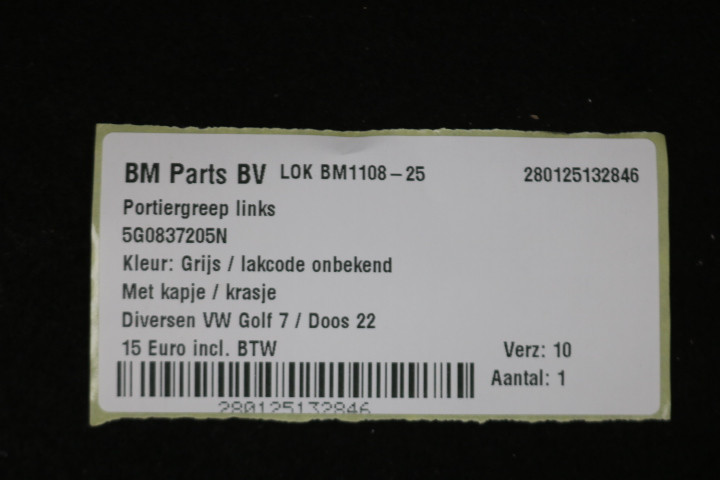 BM Parts BV LOK BM1108-25 280125132846
Portiergreep links
5G0837205N
Kleur: Grijs / lakcode onbekend
Met kapje / krasje
Diversen VW Golf 7 / Doos 22
15 Euro incl. BTW Verz: 10
Aantal: 1
280125132846